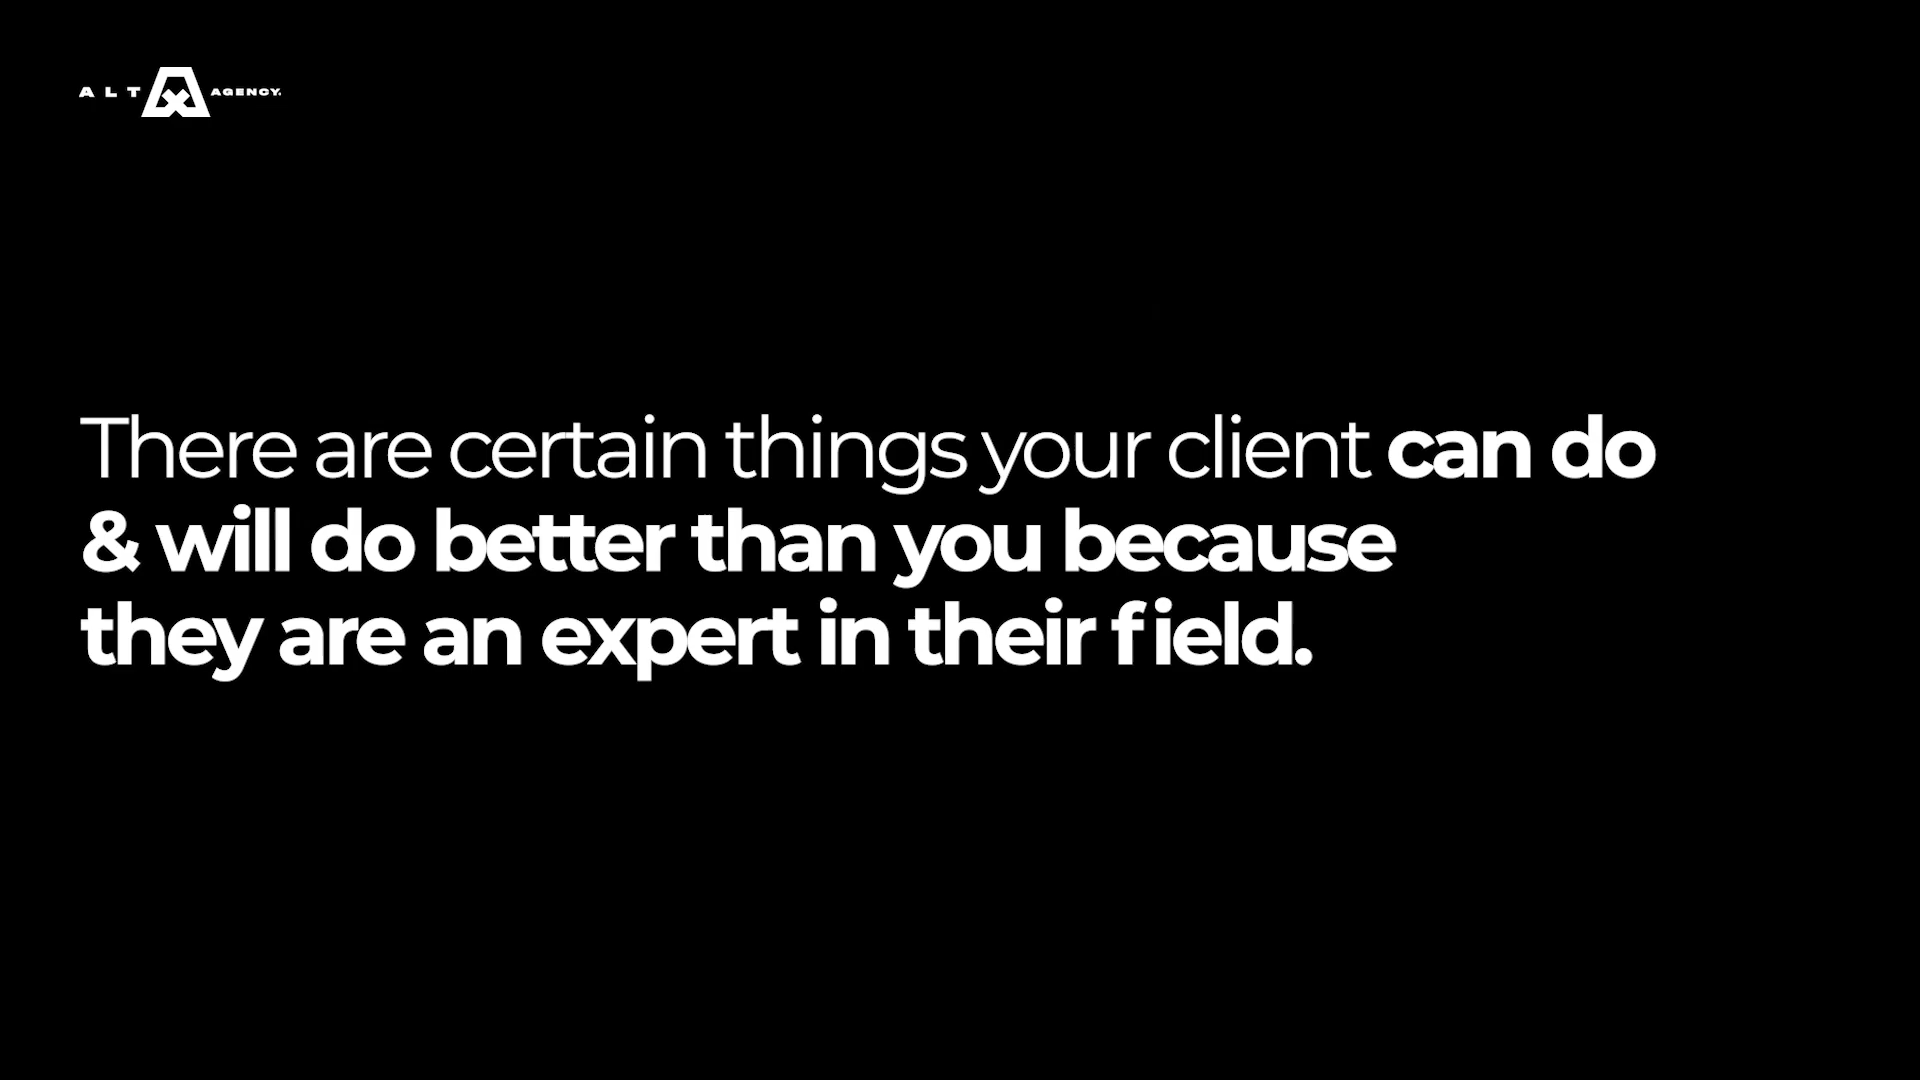 ALT AGENCY.
There are certain things your client can do
& will do better than you because
they are an expert in their field.